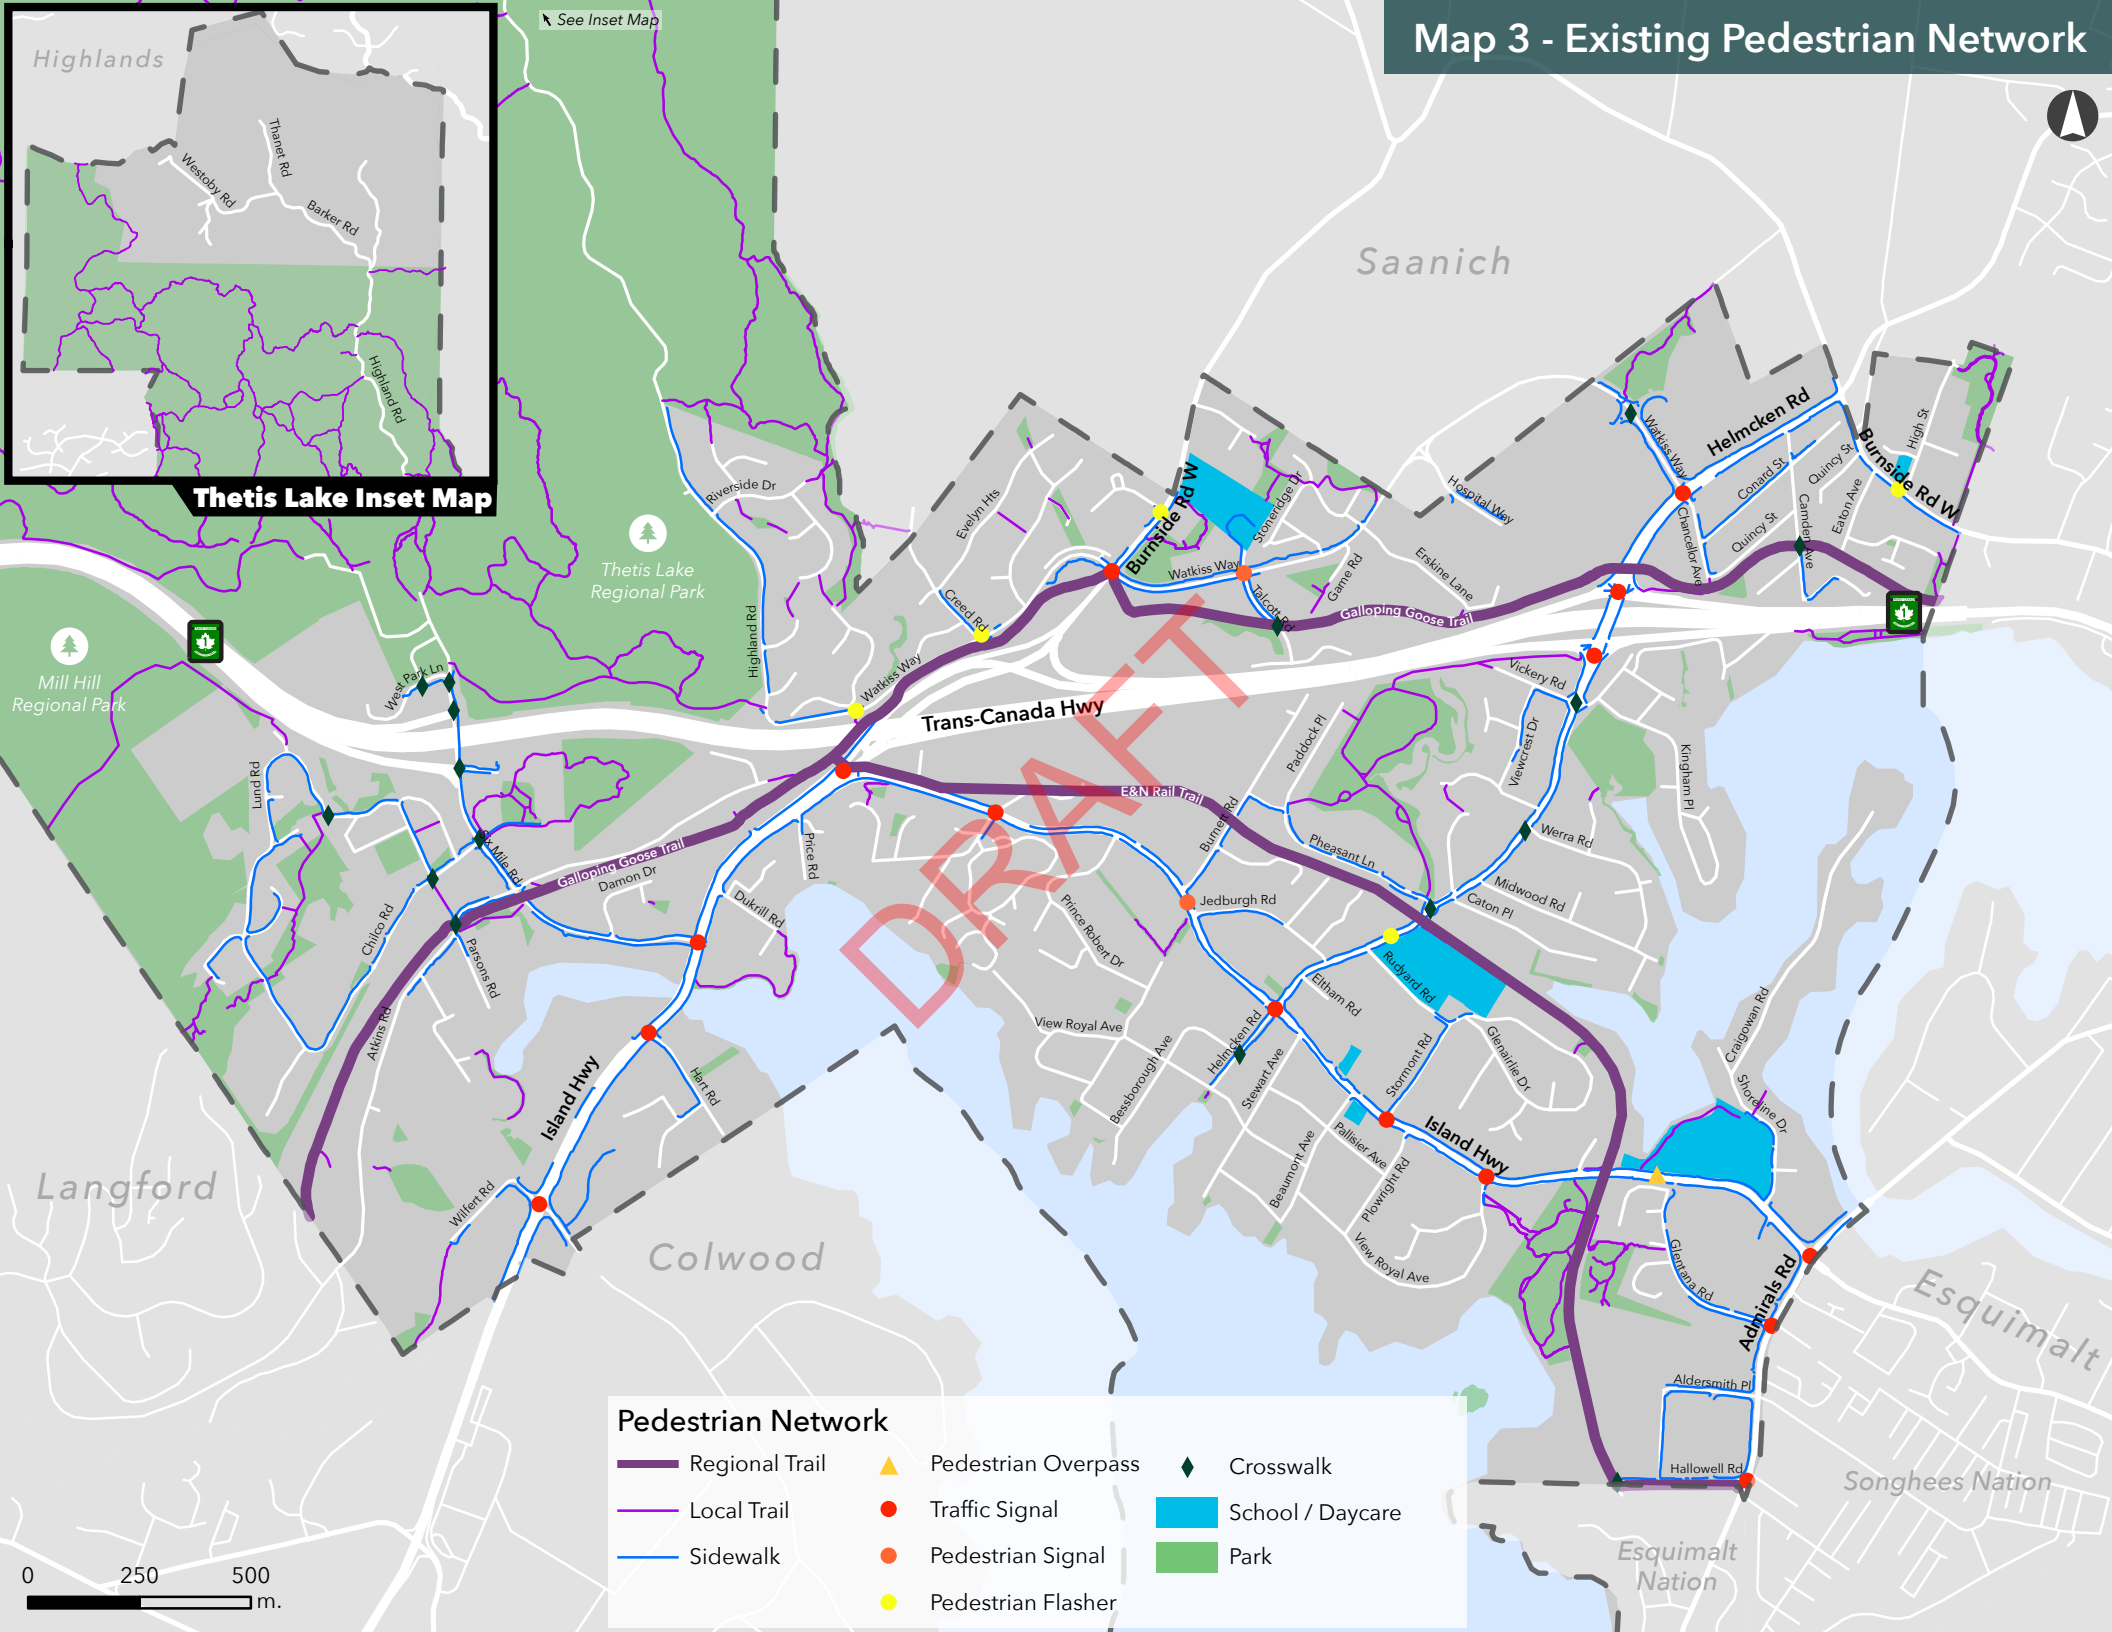 Map 3 - Existing Pedestrian Network
See Inset Map
Highlands
Thanet Rd
Westoby Rd
Barker Rd
Highland Rd
Thetis Lake Inset Map
Saanich
Helmcken Rd
Burnside Rd W
High St
Watkiss Way
Conard St
Quincy St
Camden Ave
Eaton Ave
Quincy St
Chancellor Ave
Hospital Way
Erskine Lane
Riverside Dr
Evelyn Hts
Burnside Rd W
Stoneridge Dr
Watkiss Way
Talcott Rd
Game Rd
Galloping Goose Trail
Creed Rd
Highland Rd
Watkiss Way
Thetis Lake
Regional Park
Mill Hill
Regional Park
1
1
West Park Ln
Trans-Canada Hwy
Vickery Rd
Viewcrest Dr
Kingham Pl
Paddock Pl
E&N Rail Trail
Burnett Rd
Werra Rd
Pheasant Ln
Midwood Rd
Caton Pl
Lund Rd
Six Mile Rd
Galloping Goose Trail
Damon Dr
Price Rd
Dukrill Rd
Chilco Rd
Parsons Rd
Atkins Rd
Jedburgh Rd
Prince Robert Dr
Rudyard Rd
Eltham Rd
View Royal Ave
Bessborough Ave
Helmcken Rd
Stewart Ave
Stormont Rd
Glenairlie Dr
Craigowan Rd
Shoreline Dr
Island Hwy
Hart Rd
Island Hwy
Pallisier Ave
Beaumont Ave
Plowright Rd
View Royal Ave
Wilfert Rd
Glentana Rd
Admirals Rd
Langford
Colwood
Esquimalt
Aldersmith Pl
Hallowell Rd
Songhees Nation
Esquimalt
Nation
DRAFT
Pedestrian Network
Regional Trail
Local Trail
Sidewalk
Pedestrian Overpass
Traffic Signal
Pedestrian Signal
Pedestrian Flasher
Crosswalk
School / Daycare
Park
0 250 500
m.